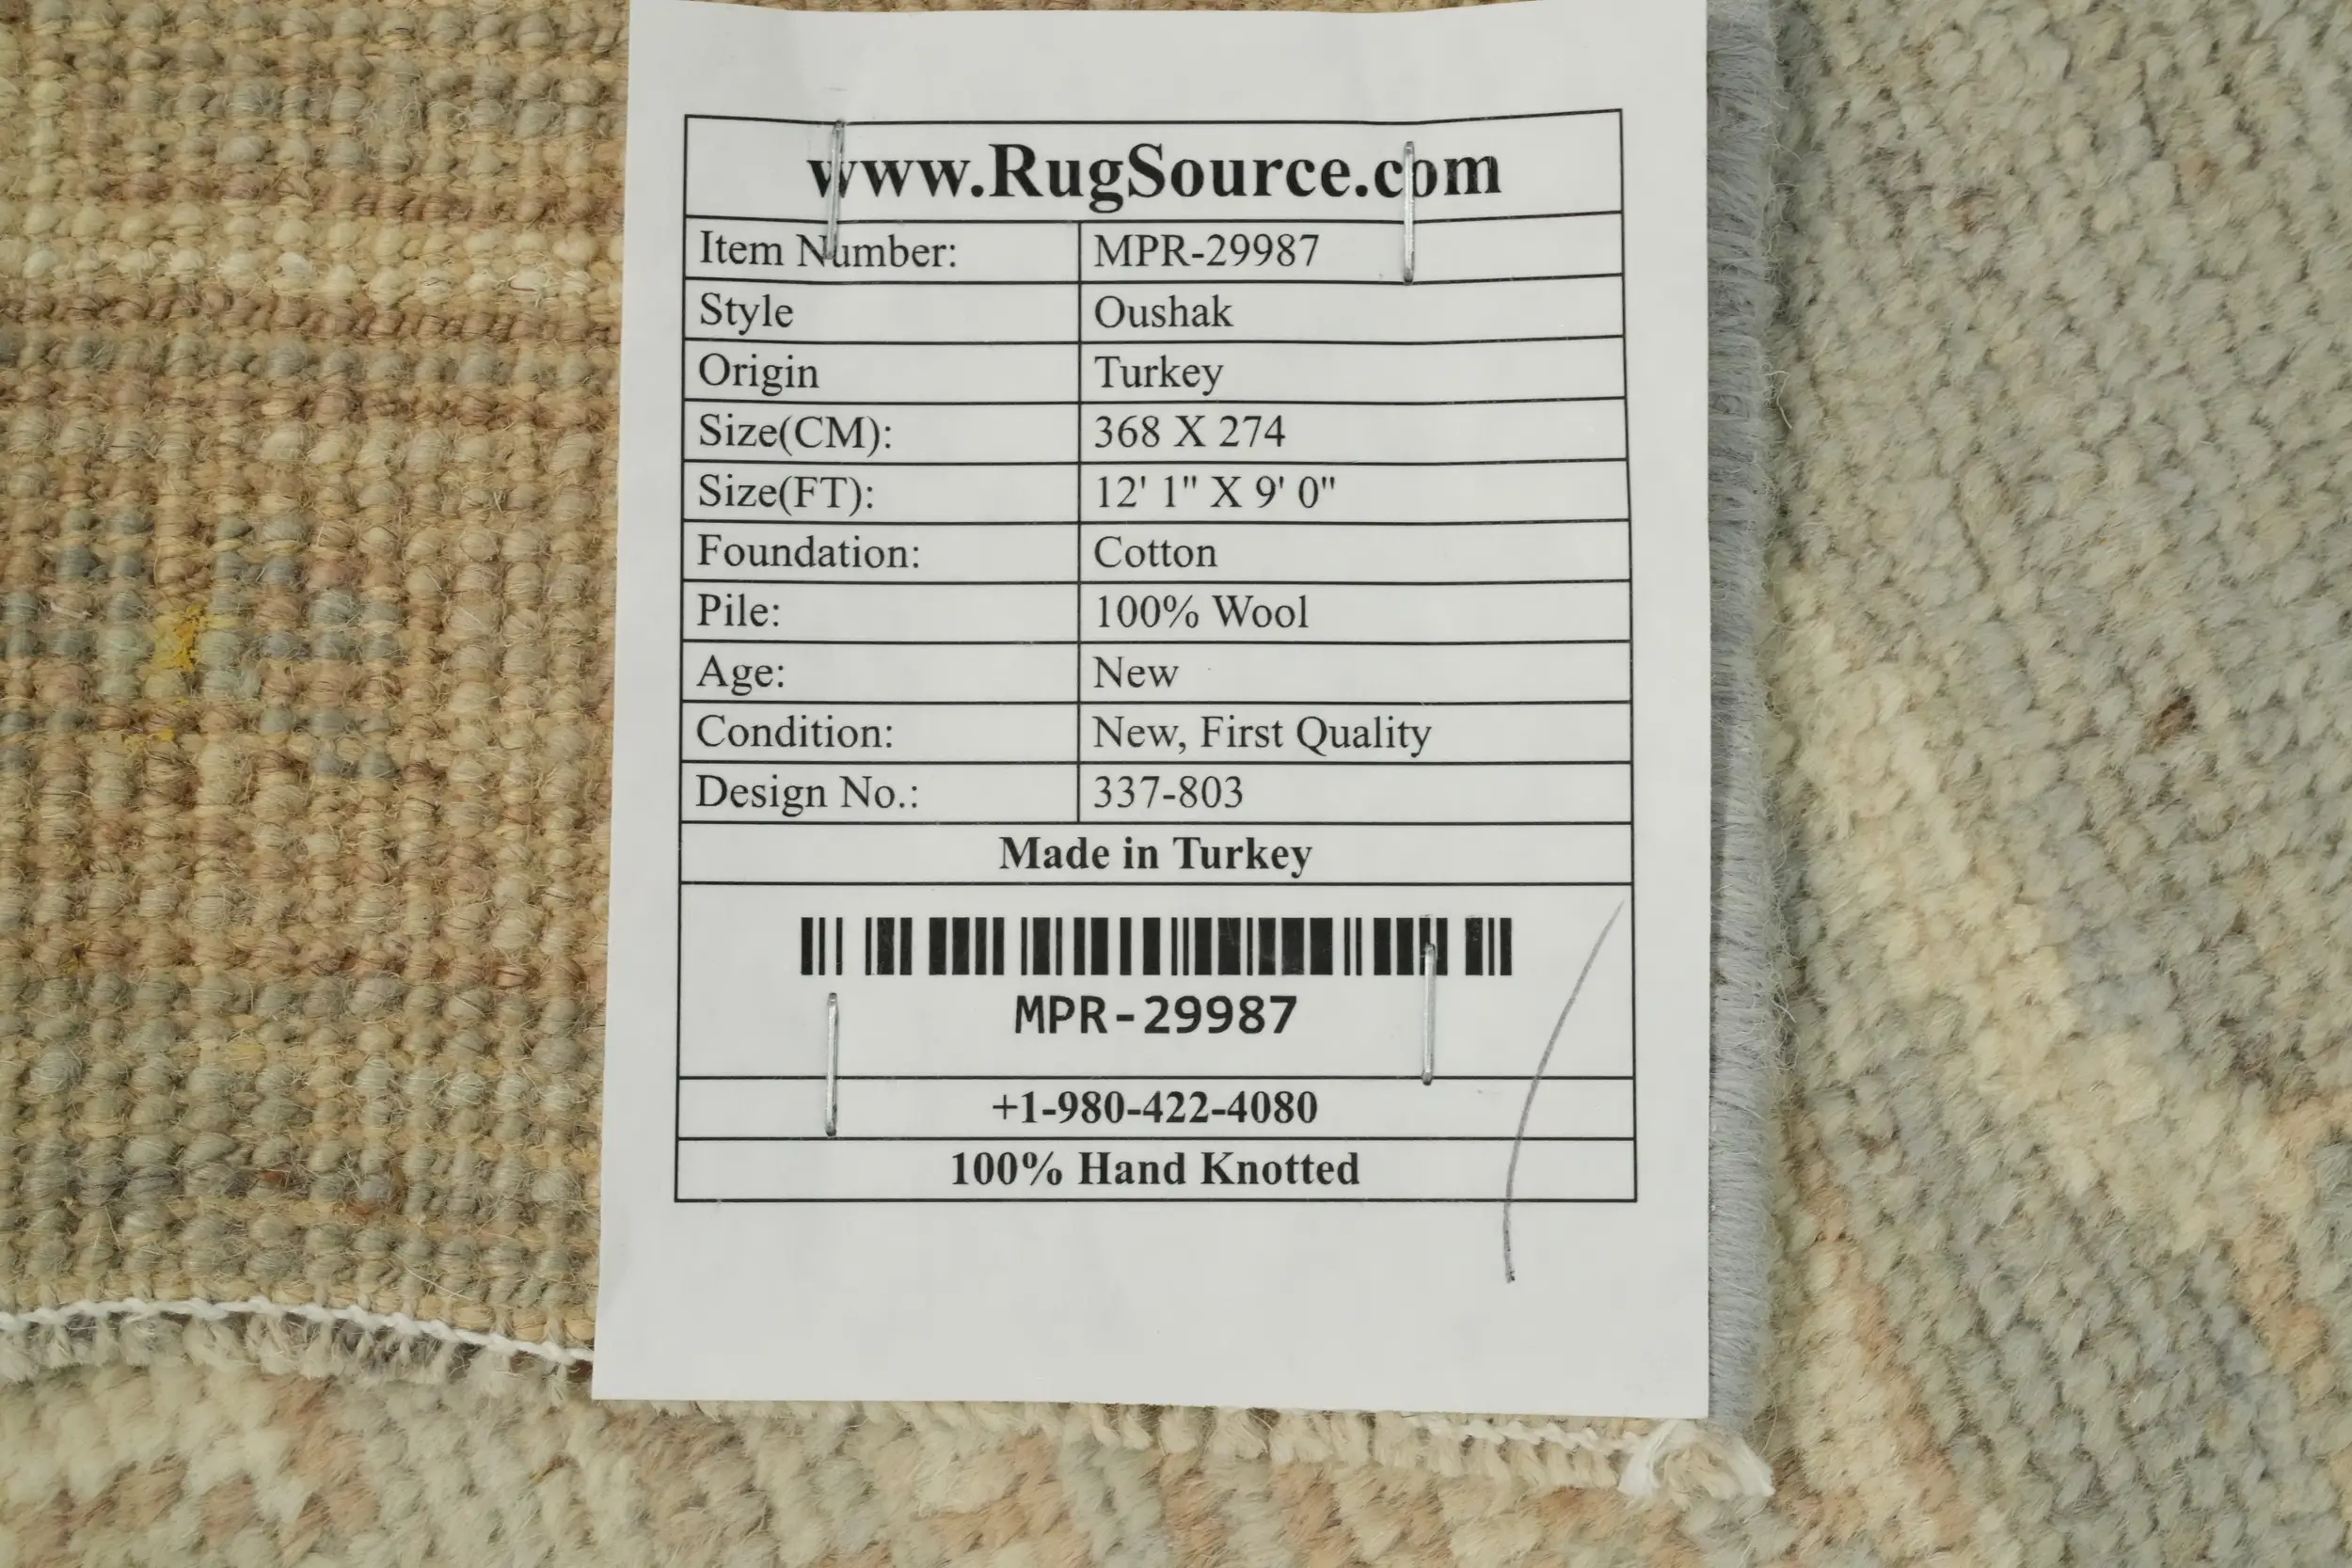 www.RugSource.com
Item Number: MPR-29987
Style Oushak
Origin Turkey
Size(CM): 368 X 274
Size(FT): 12' 1" X 9' 0"
Foundation: Cotton
Pile: 100% Wool
Age: New
Condition: New, First Quality
Design No.: 337-803
Made in Turkey
MPR-29987
+1-980-422-4080
100% Hand Knotted